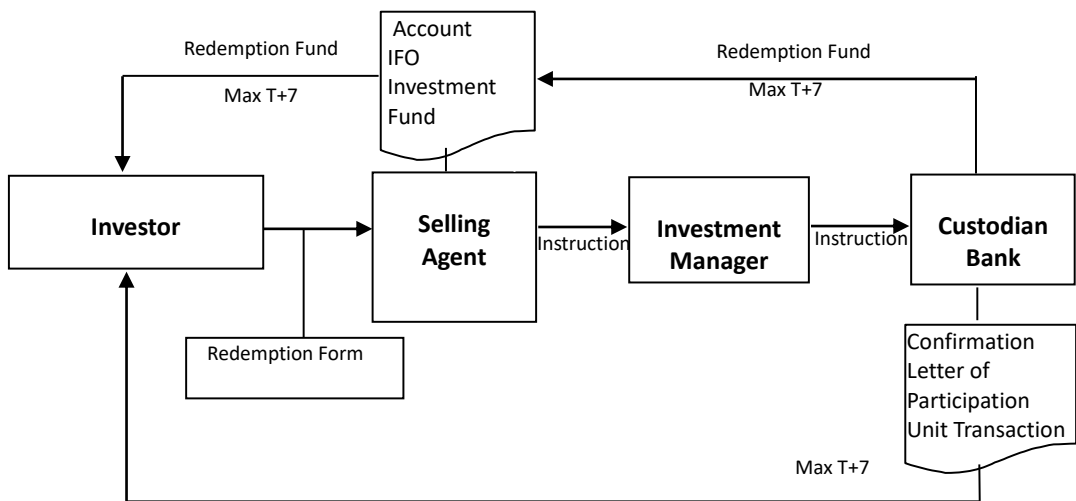 Account
IFO
Investment
Fund
Redemption Fund
Max T+7
Redemption Fund
Max T+7
Investor
Selling
Agent
Instruction
Investment
Manager
Instruction
Custodian
Bank
Redemption Form
Confirmation
Letter of
Participation
Unit Transaction
Max T+7